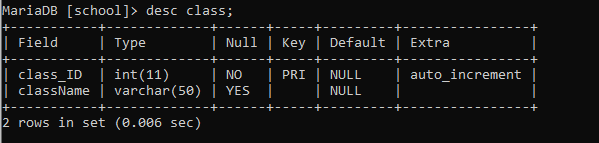 MariaDB [school]> desc class;
+-----------+-------------+------+-----+---------+----------------+
| Field     | Type        | Null | Key | Default | Extra          |
+-----------+-------------+------+-----+---------+----------------+
| class_ID  | int(11)     | NO   | PRI | NULL    | auto_increment |
| className | varchar(50) | YES  |     | NULL    |                |
+-----------+-------------+------+-----+---------+----------------+
2 rows in set (0.006 sec)